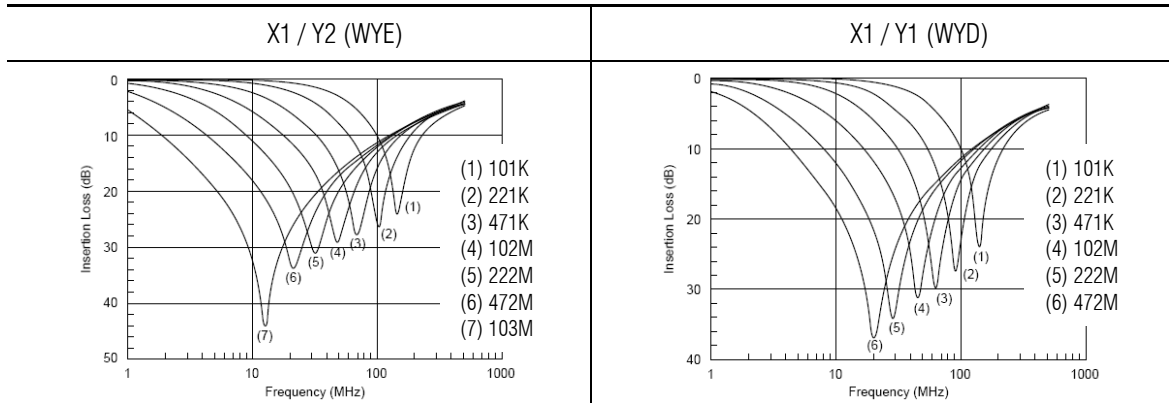 X1 / Y2 (WYE)
X1 / Y1 (WYD)
0
10
20
30
40
50
Insertion Loss (dB)
1
10
100
1000
Frequency (MHz)
(1)
(2)
(3)
(4)
(5)
(6)
(7)
(1) 101K
(2) 221K
(3) 471K
(4) 102M
(5) 222M
(6) 472M
(7) 103M
0
10
20
30
40
Insertion Loss (dB)
1
10
100
1000
Frequency (MHz)
(1)
(2)
(3)
(4)
(5)
(6)
(1) 101K
(2) 221K
(3) 471K
(4) 102M
(5) 222M
(6) 472M